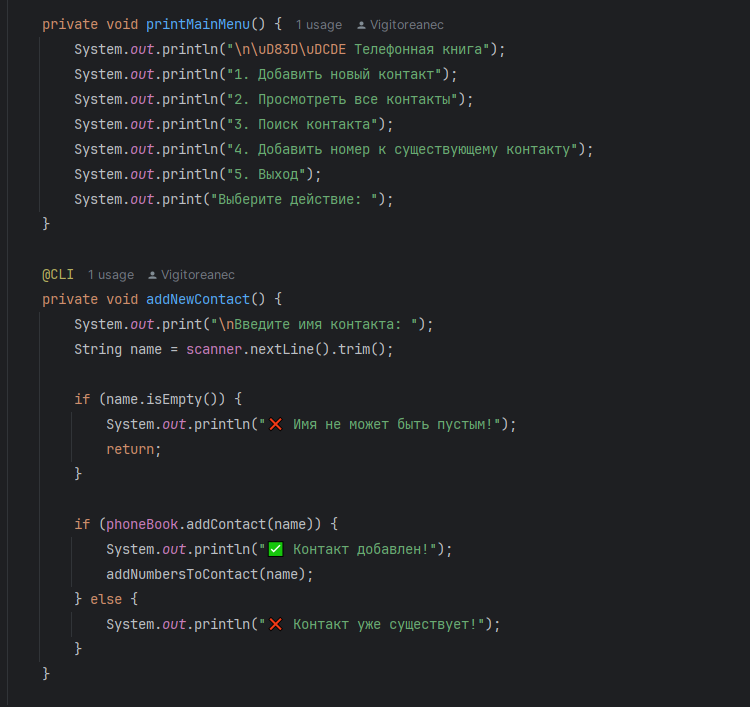 private void printMainMenu() { 1 usage Vigitoreanec
System.out.println("\n\uD83D\uDCDE Телефонная книга");
System.out.println("1. Добавить новый контакт");
System.out.println("2. Просмотреть все контакты");
System.out.println("3. Поиск контакта");
System.out.println("4. Добавить номер к существующему контакту");
System.out.println("5. Выход");
System.out.print("Выберите действие: ");
}
@CLI 1 usage Vigitoreanec
private void addNewContact() {
System.out.print("\nВведите имя контакта: ");
String name = scanner.nextLine().trim();
if (name.isEmpty()) {
System.out.println("❌ Имя не может быть пустым!");
return;
}
if (phoneBook.addContact(name)) {
System.out.println("✅ Контакт добавлен!");
addNumbersToContact(name);
} else {
System.out.println("❌ Контакт уже существует!");
}
}